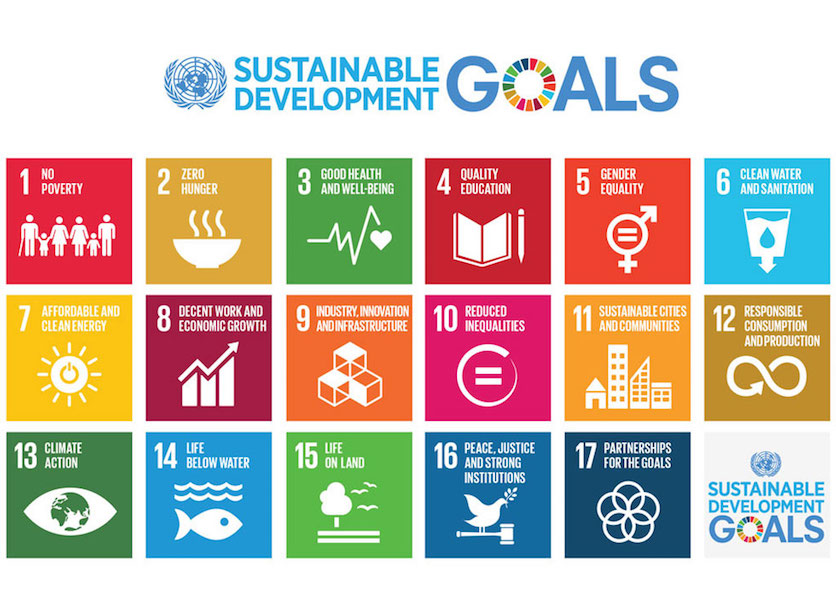 SUSTAINABLE
DEVELOPMENT
GOALS
1 NO
POVERTY
2 ZERO
HUNGER
3 GOOD HEALTH
AND WELL-BEING
4 QUALITY
EDUCATION
5 GENDER
EQUALITY
6 CLEAN WATER
AND SANITATION
7 AFFORDABLE AND
CLEAN ENERGY
8 DECENT WORK AND
ECONOMIC GROWTH
9 INDUSTRY, INNOVATION
AND INFRASTRUCTURE
10 REDUCED
INEQUALITIES
11 SUSTAINABLE CITIES
AND COMMUNITIES
12 RESPONSIBLE
CONSUMPTION
AND PRODUCTION
13 CLIMATE
ACTION
14 LIFE
BELOW WATER
15 LIFE
ON LAND
16 PEACE, JUSTICE
AND STRONG
INSTITUTIONS
17 PARTNERSHIPS
FOR THE GOALS
SUSTAINABLE
DEVELOPMENT
GOALS